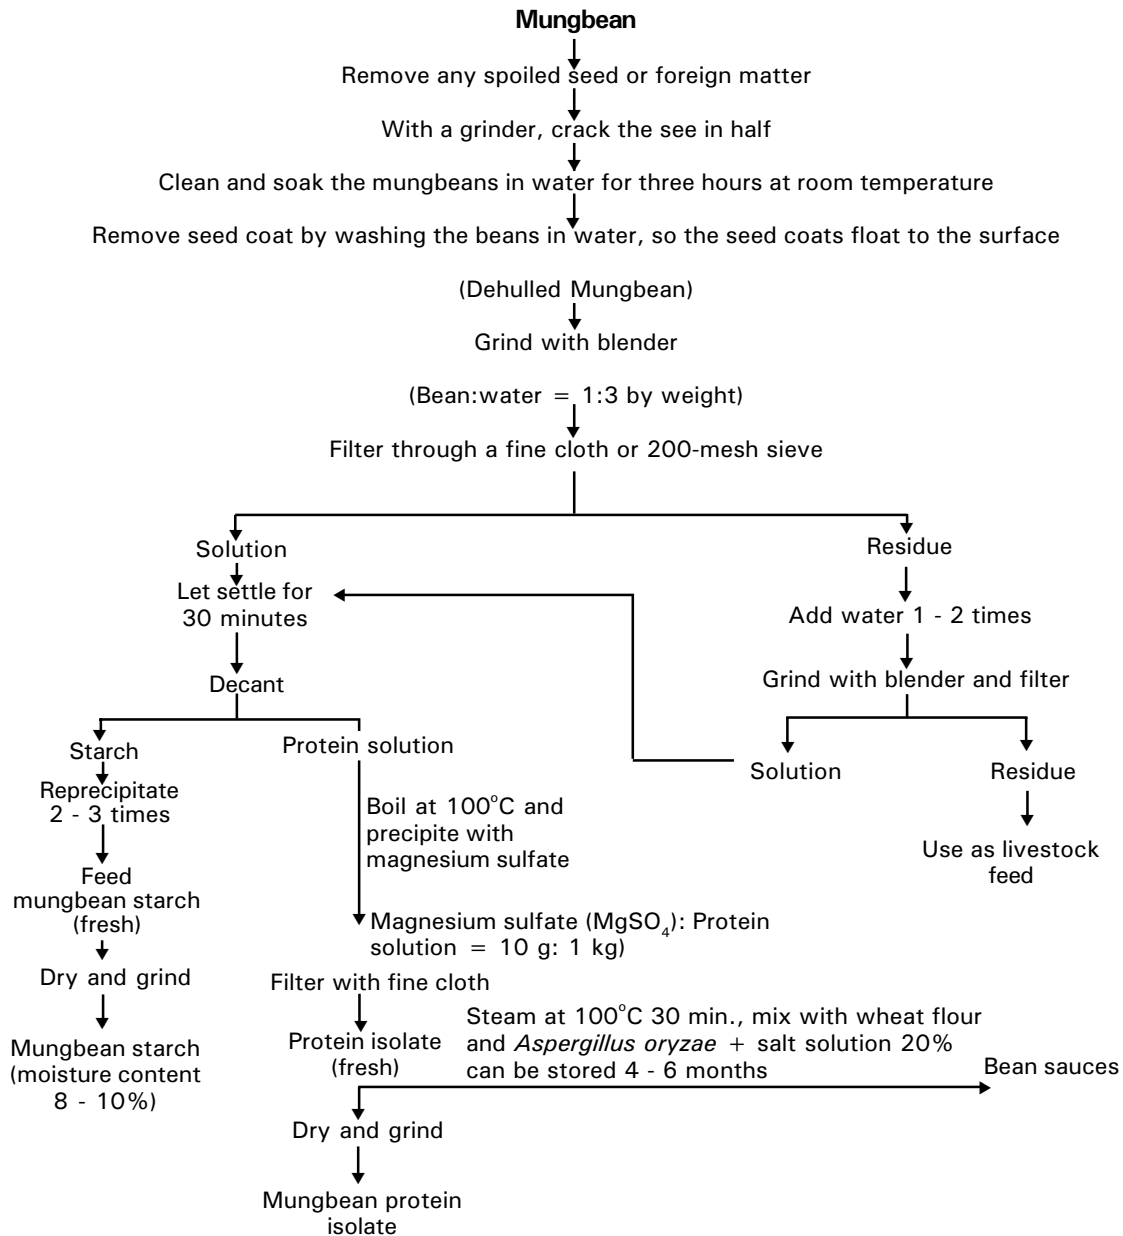 Mungbean
Remove any spoiled seed or foreign matter
With a grinder, crack the see in half
Clean and soak the mungbeans in water for three hours at room temperature
Remove seed coat by washing the beans in water, so the seed coats float to the surface
(Dehulled Mungbean)
Grind with blender
(Bean:water = 1:3 by weight)
Filter through a fine cloth or 200-mesh sieve
Solution
Let settle for
30 minutes
Decant
Residue
Add water 1 - 2 times
Grind with blender and filter
Solution
Residue
Use as livestock
feed
Starch
Reprecipitate
2 - 3 times
Feed
mungbean starch
(fresh)
Dry and grind
Mungbean starch
(moisture content
8 - 10%)
Protein solution
Boil at 100°C and
precipite with
magnesium sulfate
Magnesium sulfate (MgSO₄): Protein
solution = 10 g: 1 kg)
Filter with fine cloth
Protein isolate
(fresh)
Steam at 100°C 30 min., mix with wheat flour
and Aspergillus oryzae + salt solution 20%
can be stored 4 - 6 months
Bean sauces
Dry and grind
Mungbean protein
isolate